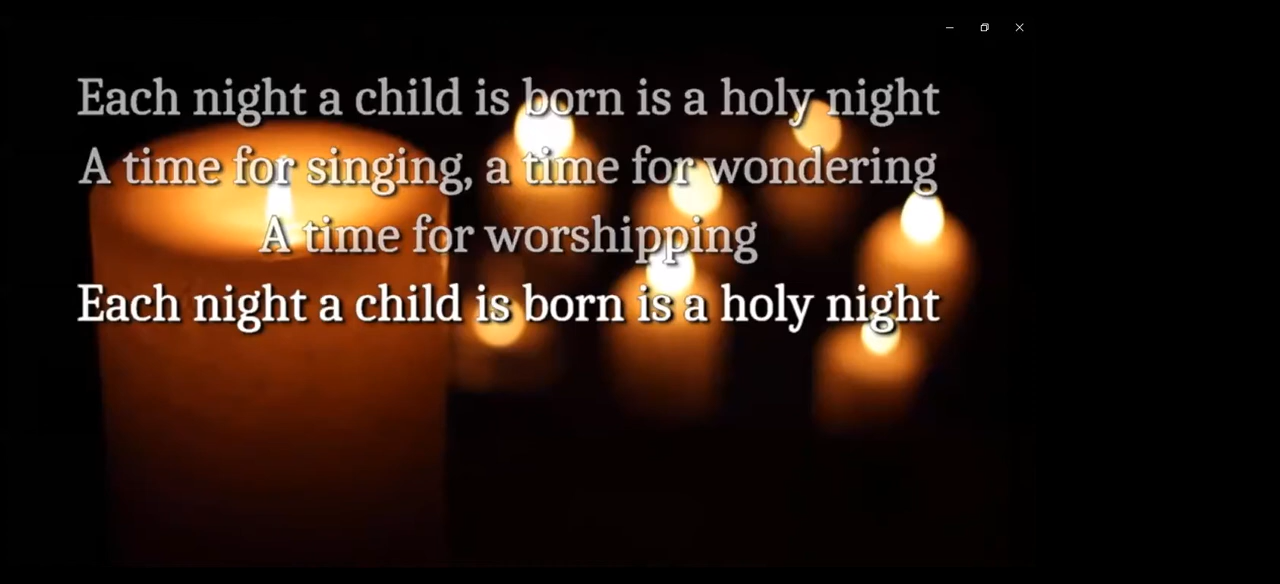 Each night a child is born is a holy night
A time for singing, a time for wondering
A time for worshipping
Each night a child is born is a holy night